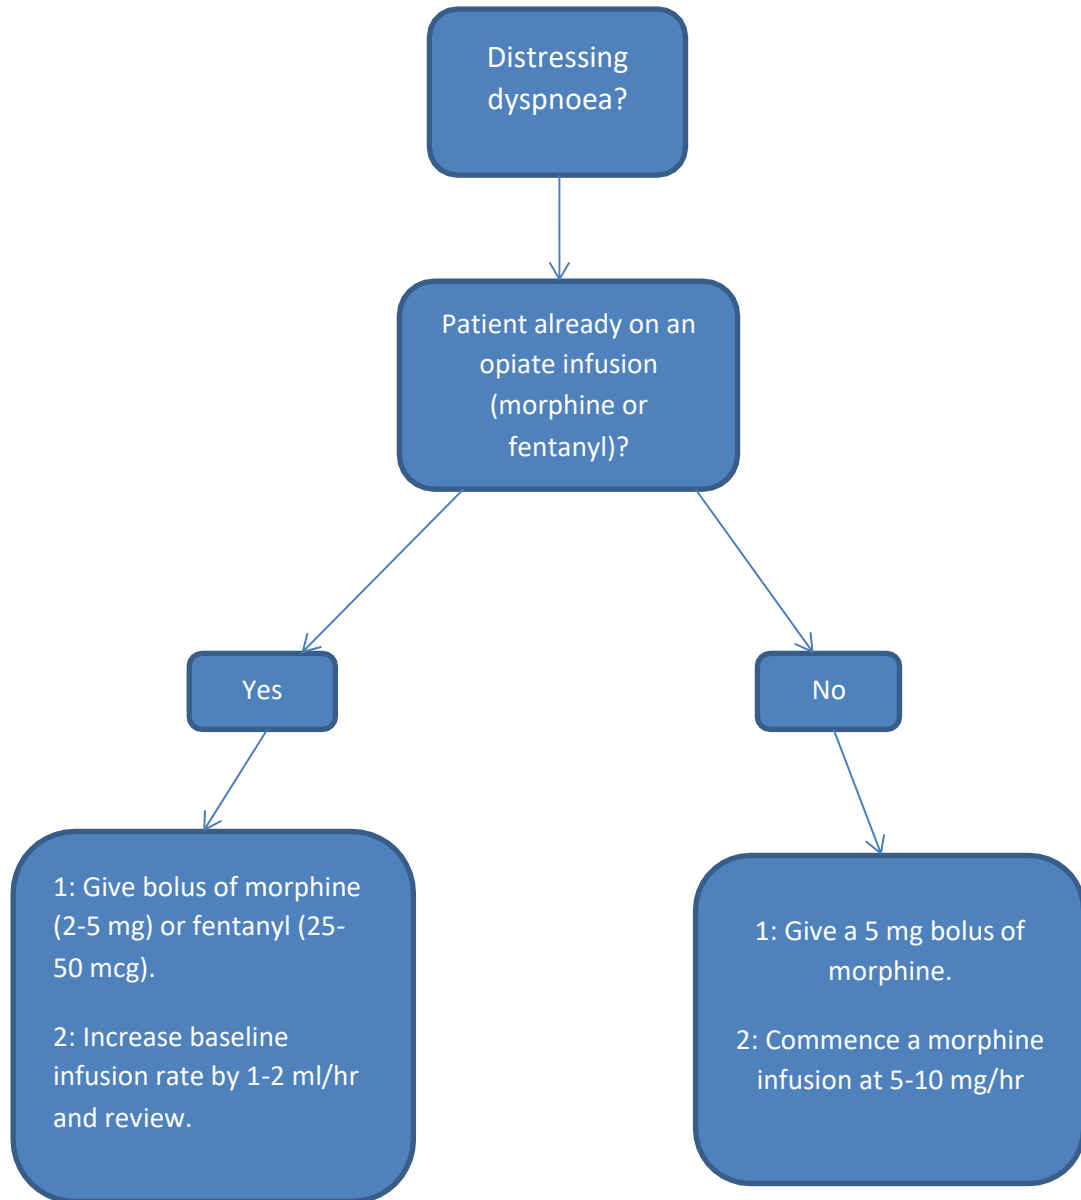 Distressing
dyspnoea?
Patient already on an
opiate infusion
(morphine or
fentanyl)?
Yes
No
1: Give bolus of morphine
(2-5 mg) or fentanyl (25-
50 mcg).
2: Increase baseline
infusion rate by 1-2 ml/hr
and review.
1: Give a 5 mg bolus of
morphine.
2: Commence a morphine
infusion at 5-10 mg/hr